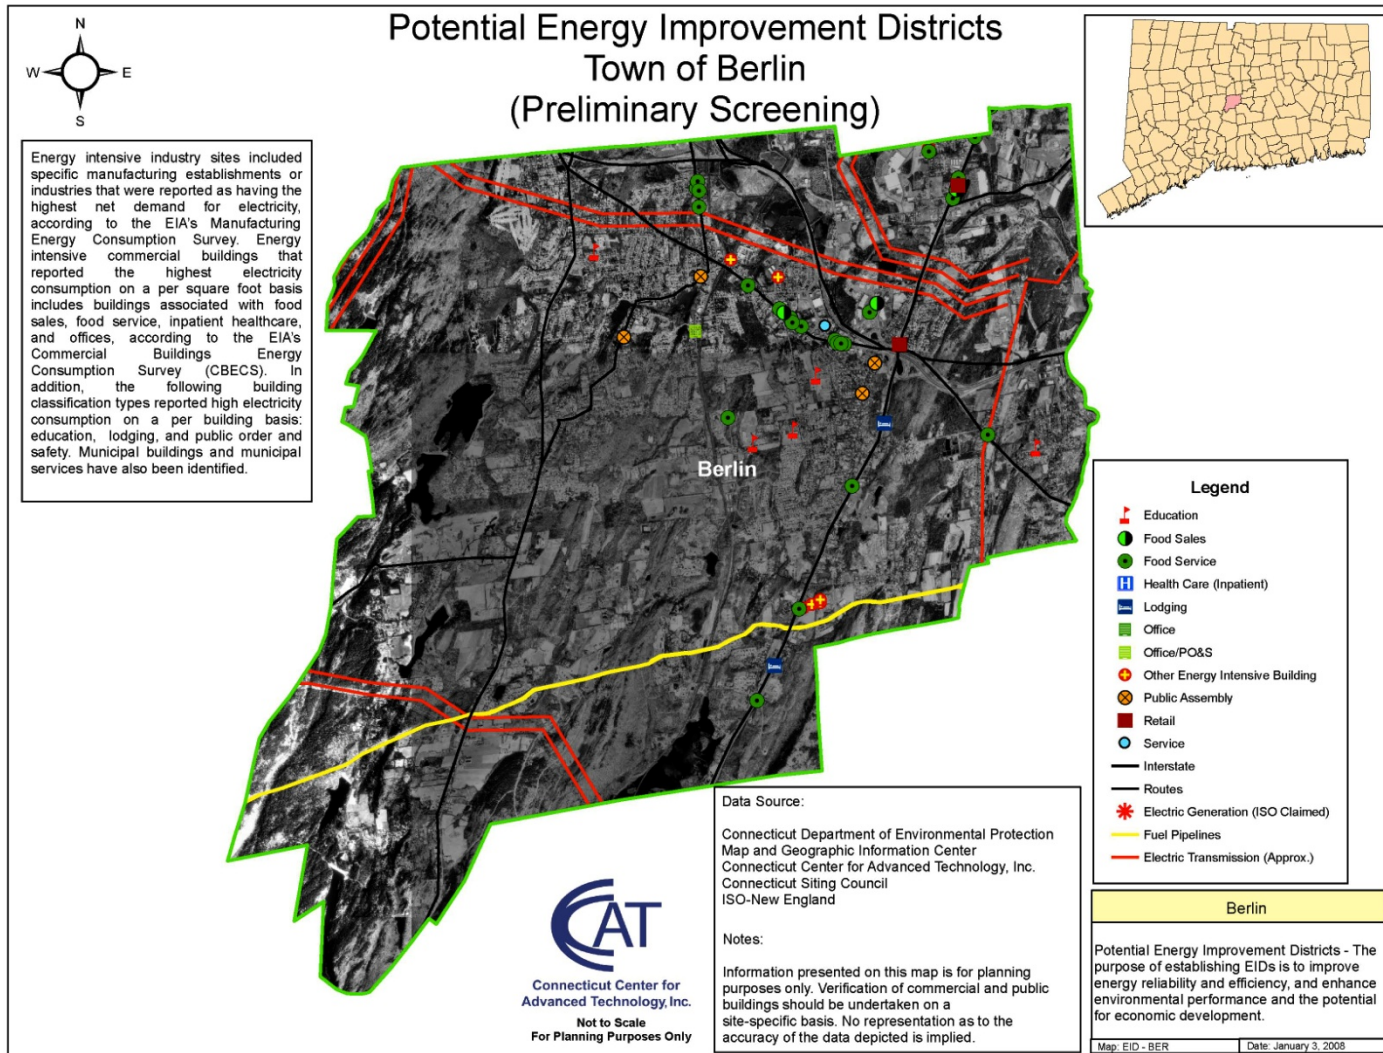 Potential Energy Improvement Districts
Town of Berlin
(Preliminary Screening)
N
W
E
S
Energy intensive industry sites included
specific manufacturing establishments or
industries that were reported as having the
highest net demand for electricity,
according to the EIA's Manufacturing
Energy Consumption Survey. Energy
intensive commercial buildings that
reported the highest electricity
consumption on a per square foot basis
includes buildings associated with food
sales, food service, inpatient healthcare,
and offices, according to the EIA's
Commercial Buildings Energy
Consumption Survey (CBECS). In
addition, the following building
classification types reported high electricity
consumption on a per building basis:
education, lodging, and public order and
safety. Municipal buildings and municipal
services have also been identified.
Berlin
Legend
Education
Food Sales
Food Service
H Health Care (Inpatient)
Lodging
Office
Office/PO&S
Other Energy Intensive Building
Public Assembly
Retail
Service
Interstate
Routes
Electric Generation (ISO Claimed)
Fuel Pipelines
Electric Transmission (Approx.)
Data Source:
Connecticut Department of Environmental Protection
Map and Geographic Information Center
Connecticut Center for Advanced Technology, Inc.
Connecticut Siting Council
ISO-New England
Notes:
Information presented on this map is for planning
purposes only. Verification of commercial and public
buildings should be undertaken on a
site-specific basis. No representation as to the
accuracy of the data depicted is implied.
CCAT
Connecticut Center for
Advanced Technology, Inc.
Not to Scale
For Planning Purposes Only
Berlin
Potential Energy Improvement Districts - The
purpose of establishing EIDs is to improve
energy reliability and efficiency, and enhance
environmental performance and the potential
for economic development.
Map: EID - BER
Date: January 3, 2008